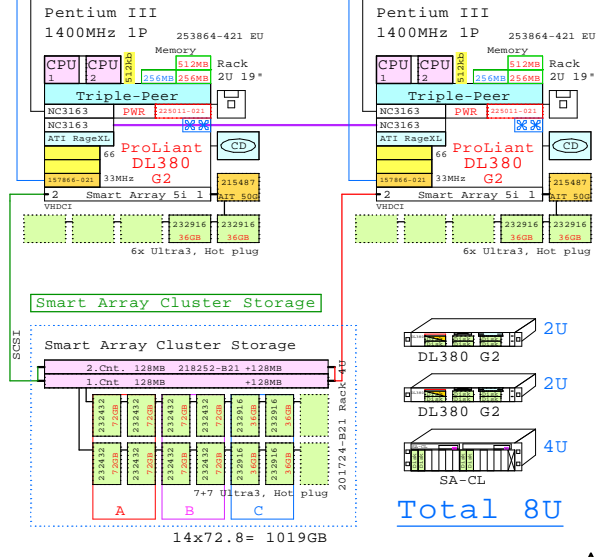 Pentium III
1400MHz 1P 253864-421 EU
Memory
CPU 1 CPU 2 512kb 512MB Rack
256MB 256MB 2U 19"
Triple-Peer
NC3163 PWR 225011-021
NC3163
ATI RageXL CD
66 ProLiant
DL380
157866-021 33MHz G2 215487
2 Smart Array 5i 1 AIT 50G
VHDCI
232916 232916
36GB 36GB
6x Ultra3, Hot plug
Pentium III
1400MHz 1P 253864-421 EU
Memory
CPU 1 CPU 2 512kb 512MB Rack
256MB 256MB 2U 19"
Triple-Peer
NC3163 PWR 225011-021
NC3163
ATI RageXL CD
66 ProLiant
DL380
157866-021 33MHz G2 215487
2 Smart Array 5i 1 AIT 50G
VHDCI
232916 232916
36GB 36GB
6x Ultra3, Hot plug
Smart Array Cluster Storage
SCSI
Smart Array Cluster Storage
2.Cnt. 128MB 218252-B21 +128MB
1.Cnt 128MB +128MB
201724-B21 Rack 4U
232432 72GB 232432 72GB 232432 72GB 232432 72GB 232916 36GB 232916 36GB
232432 72GB 232432 72GB 232432 72GB 232432 72GB 232916 36GB 232916 36GB
7+7 Ultra3, Hot plug
A B C
14x72.8= 1019GB
2U
DL380 G2
2U
DL380 G2
4U
SA-CL
Total 8U